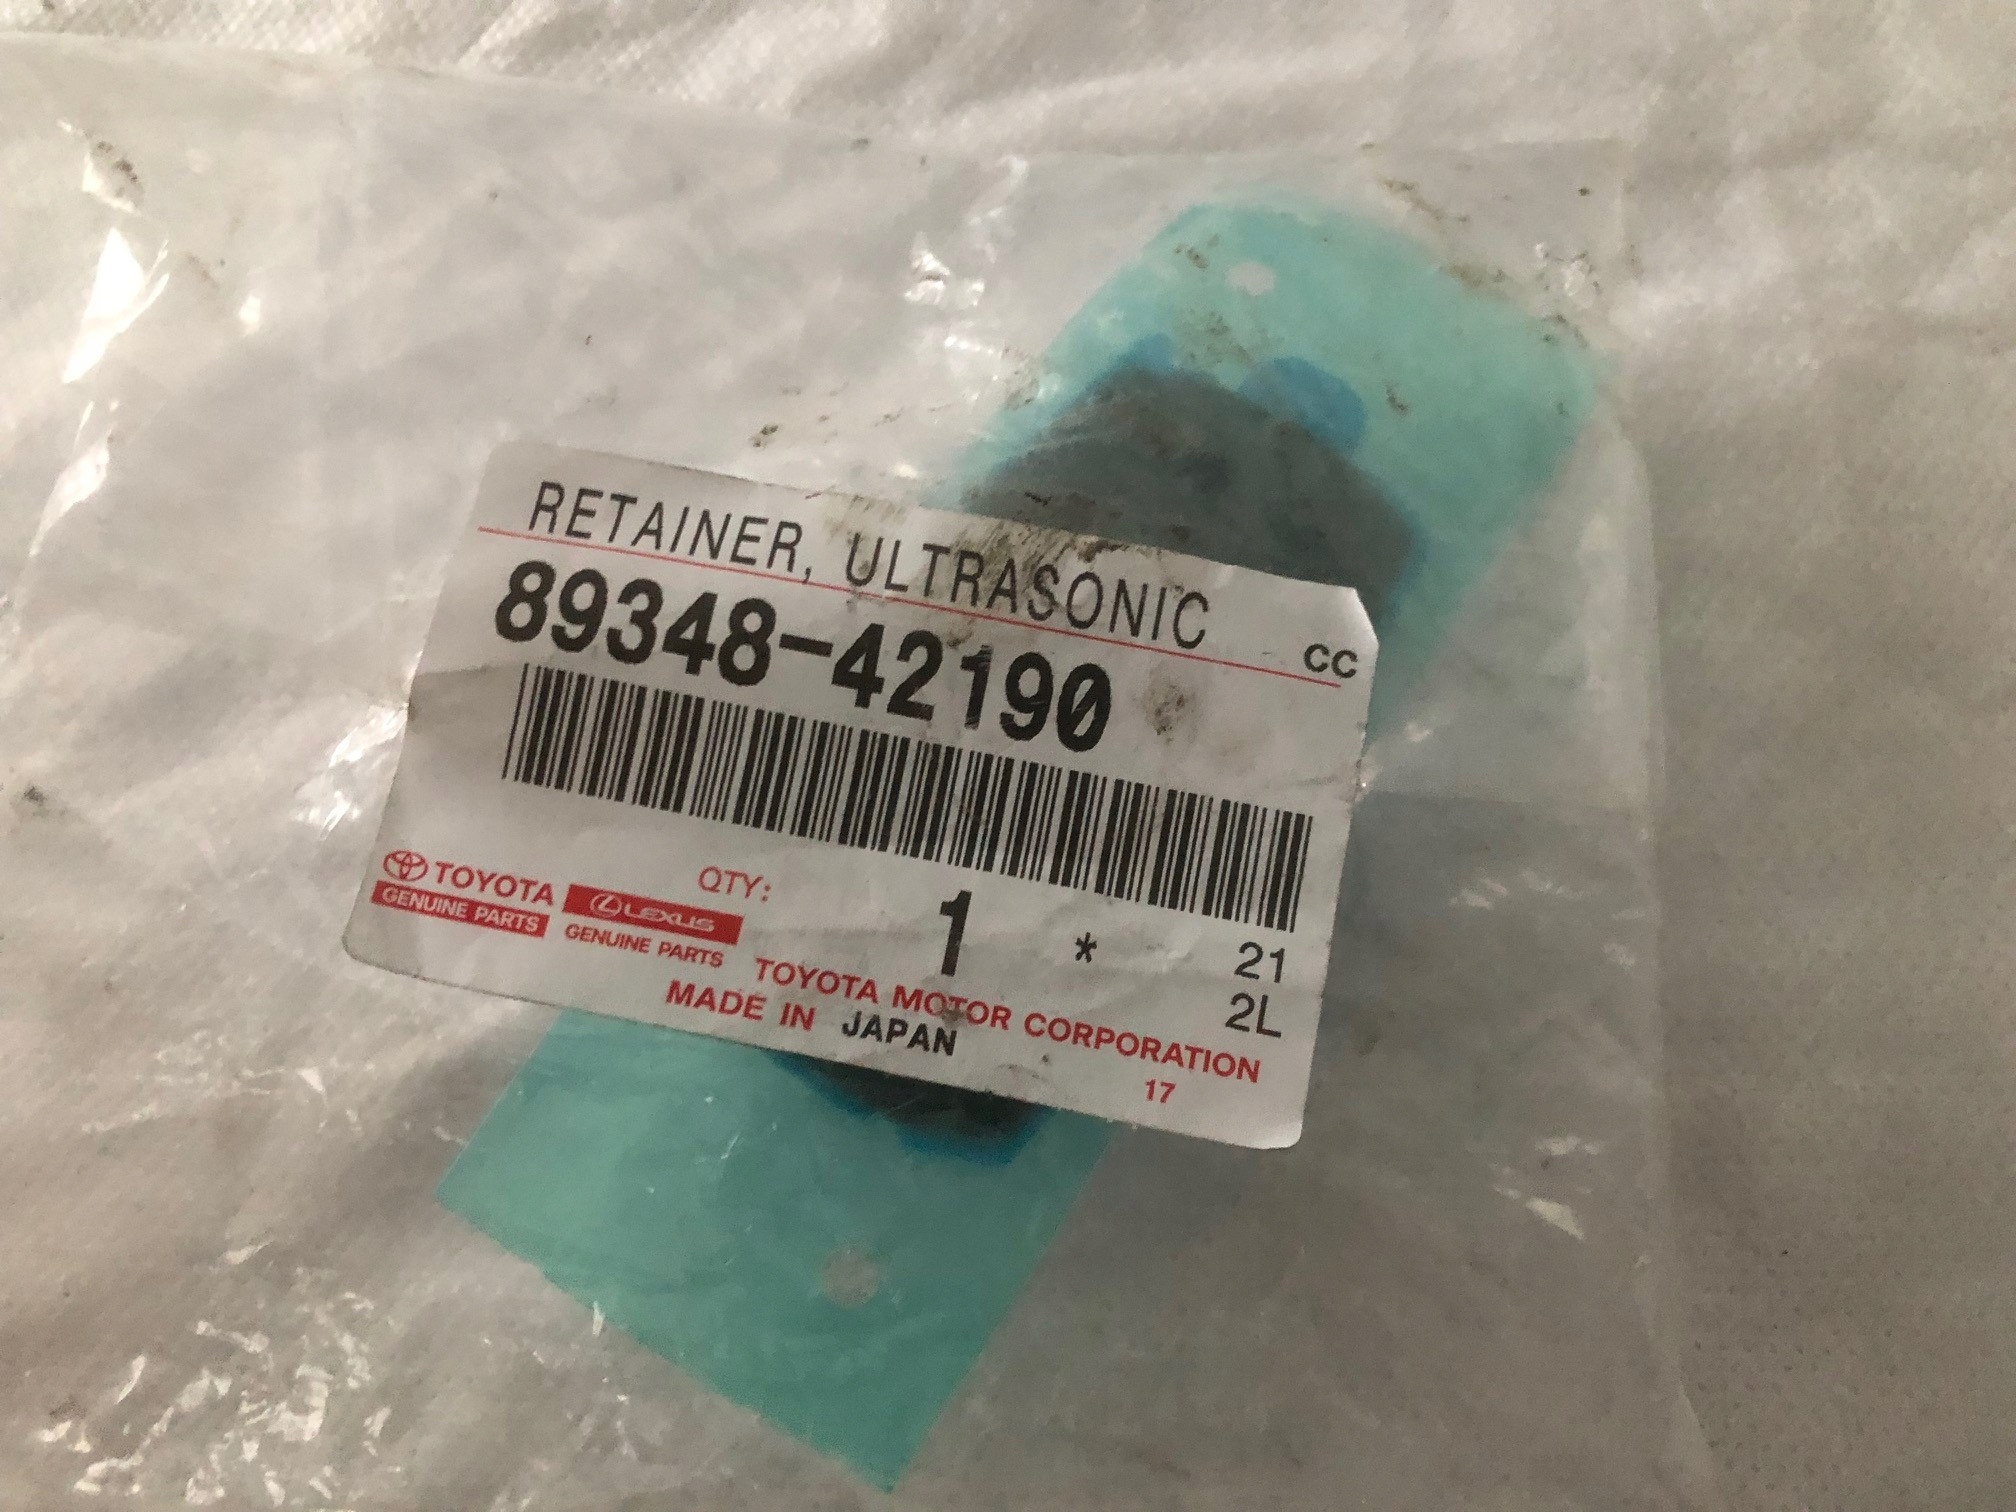 RETAINER, ULTRASONIC
CC
89348-42190
TOYOTA
GENUINE PARTS
LEXUS
GENUINE PARTS
QTY:
1 * 21
2L
TOYOTA MOTOR CORPORATION
MADE IN JAPAN
17